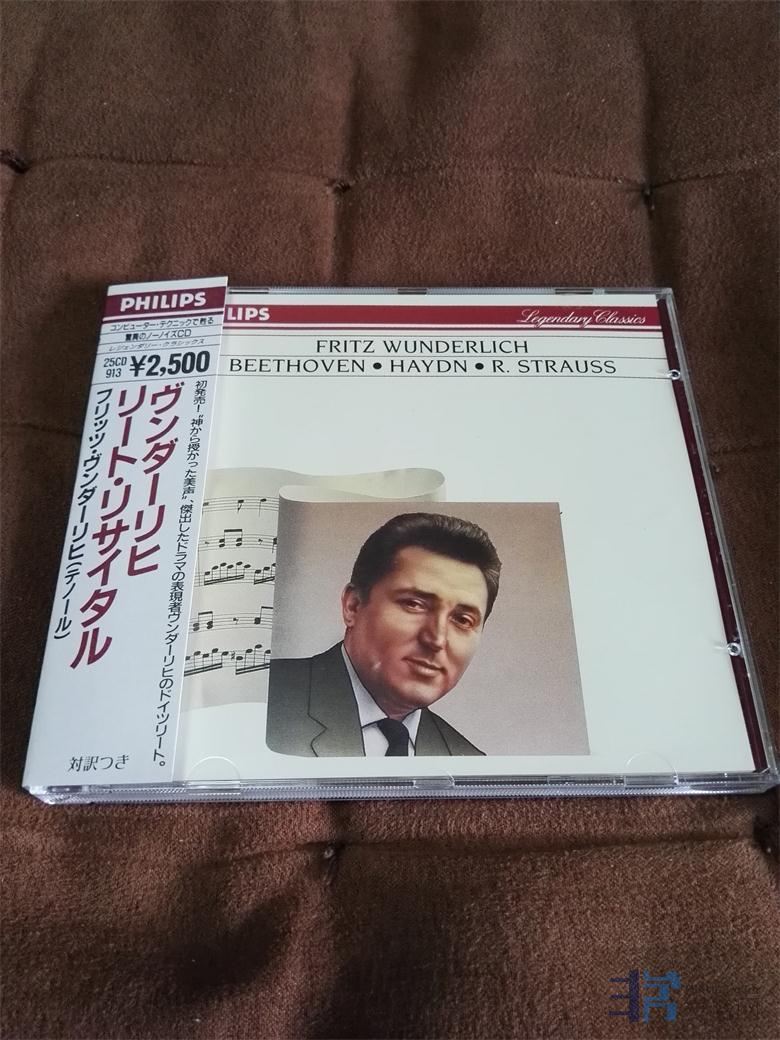 PHILIPS
コンピューター・テクニックで甦る
驚異のノーノイズCD
レジェンダリー・クラシックス
25CD
913
¥2,500
ヴンダーリヒ
リート・リサイタル
フリッツ・ヴンダーリヒ(テノール)
初発売!“神から授かった美声”、傑出したドラマの表現者ヴンダーリヒのドイツリート。
対訳つき
LIPS
Legendary Classics
FRITZ WUNDERLICH
BEETHOVEN • HAYDN • R. STRAUSS